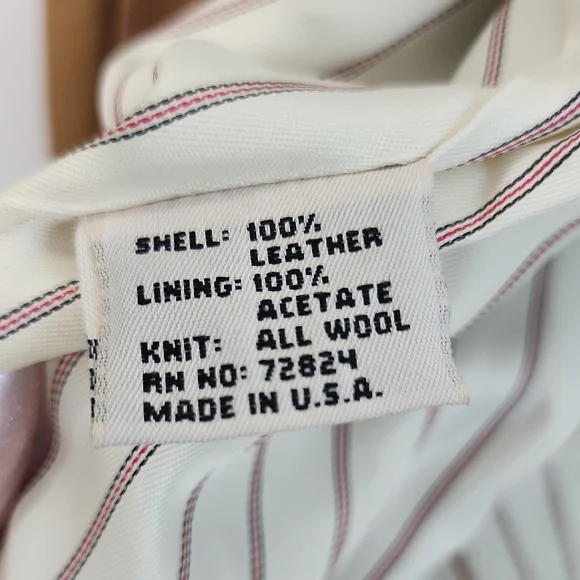 SHELL: 100%
LEATHER
LINING: 100%
ACETATE
KNIT: ALL WOOL
RN NO: 72824
MADE IN U.S.A.